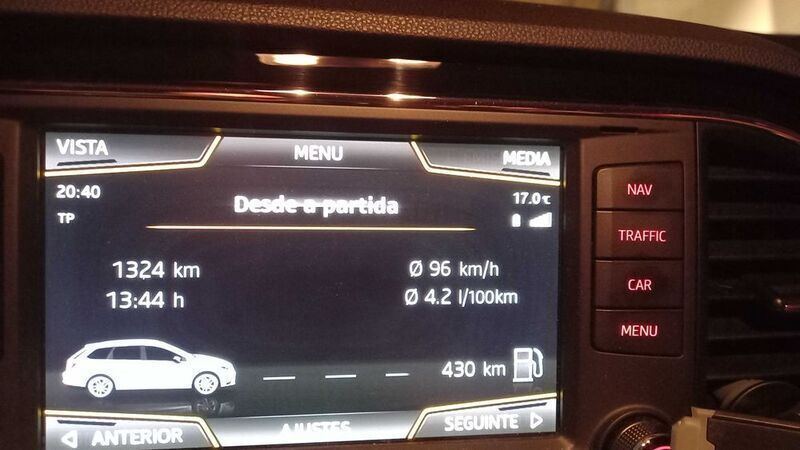 VISTA
MENU
MEDIA
20:40
17.0℃
TP
Desde a partida
1324 km
Ø 96 km/h
13:44 h
Ø 4.2 l/100km
430 km
ANTERIOR
AJUSTES
SEGUINTE
NAV
TRAFFIC
CAR
MENU